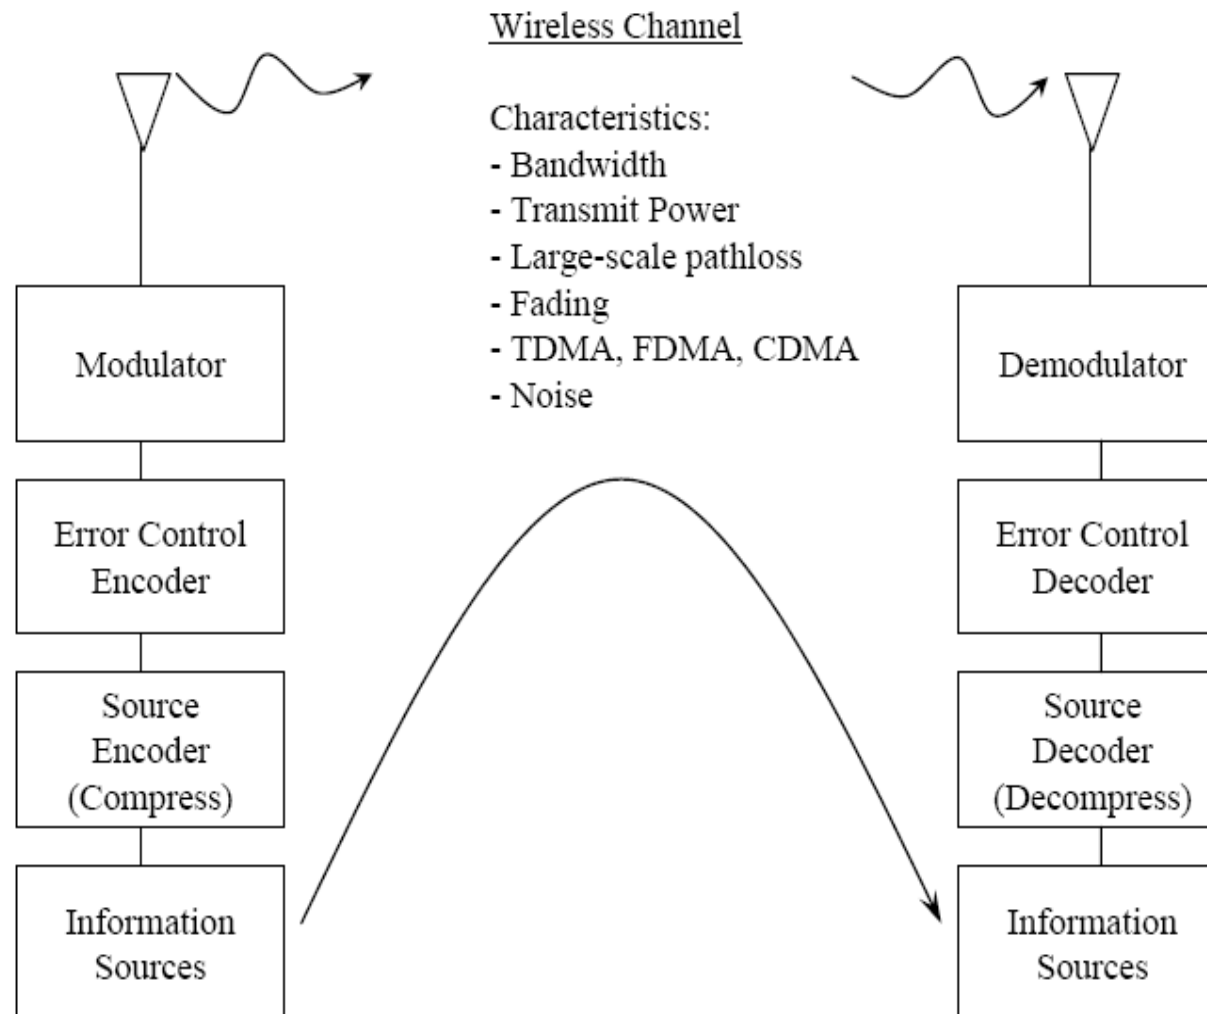 Wireless Channel
Characteristics:
- Bandwidth
- Transmit Power
- Large-scale pathloss
- Fading
- TDMA, FDMA, CDMA
- Noise
Modulator
Error Control
Encoder
Source
Encoder
(Compress)
Information
Sources
Demodulator
Error Control
Decoder
Source
Decoder
(Decompress)
Information
Sources